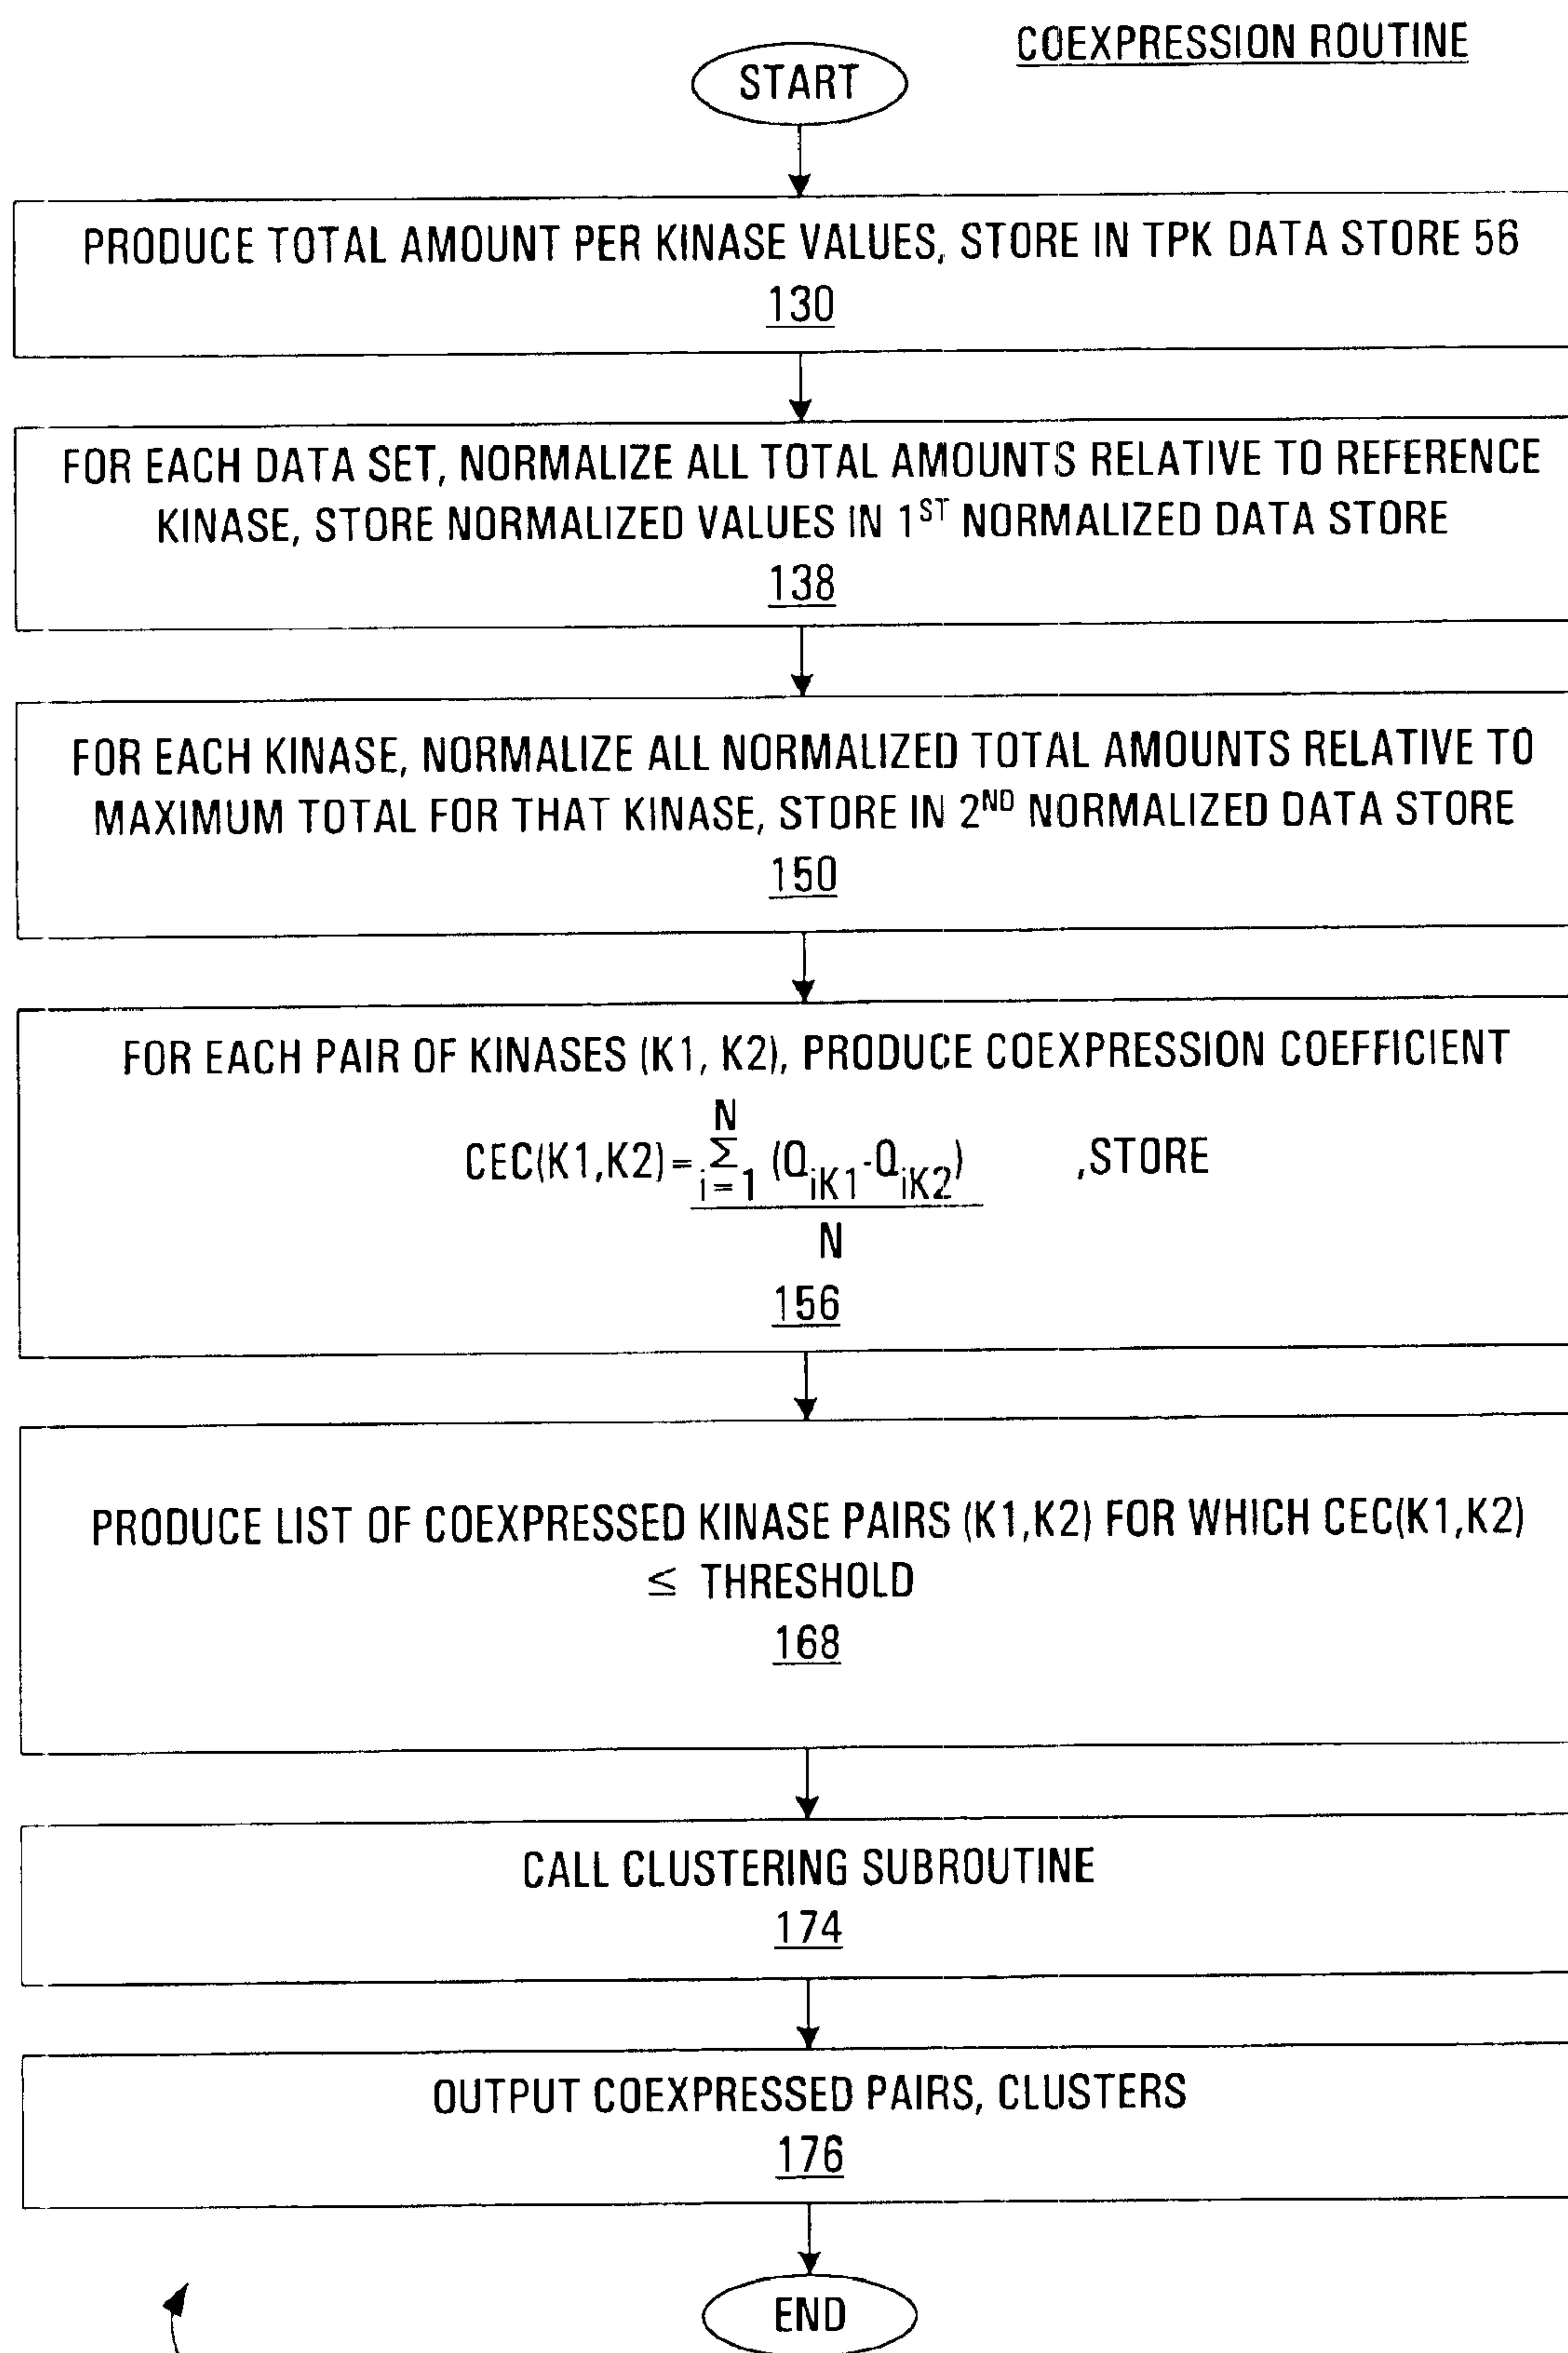 COEXPRESSION ROUTINE
START
PRODUCE TOTAL AMOUNT PER KINASE VALUES, STORE IN TPK DATA STORE 56
130
FOR EACH DATA SET, NORMALIZE ALL TOTAL AMOUNTS RELATIVE TO REFERENCE
KINASE, STORE NORMALIZED VALUES IN 1ST NORMALIZED DATA STORE
138
FOR EACH KINASE, NORMALIZE ALL NORMALIZED TOTAL AMOUNTS RELATIVE TO
MAXIMUM TOTAL FOR THAT KINASE, STORE IN 2ND NORMALIZED DATA STORE
150
FOR EACH PAIR OF KINASES (K1, K2), PRODUCE COEXPRESSION COEFFICIENT
N
CEC(K1,K2)= Σ (QiK1-QiK2) ,STORE
i=1
N
156
PRODUCE LIST OF COEXPRESSED KINASE PAIRS (K1,K2) FOR WHICH CEC(K1,K2)
≤ THRESHOLD
168
CALL CLUSTERING SUBROUTINE
174
OUTPUT COEXPRESSED PAIRS, CLUSTERS
176
END